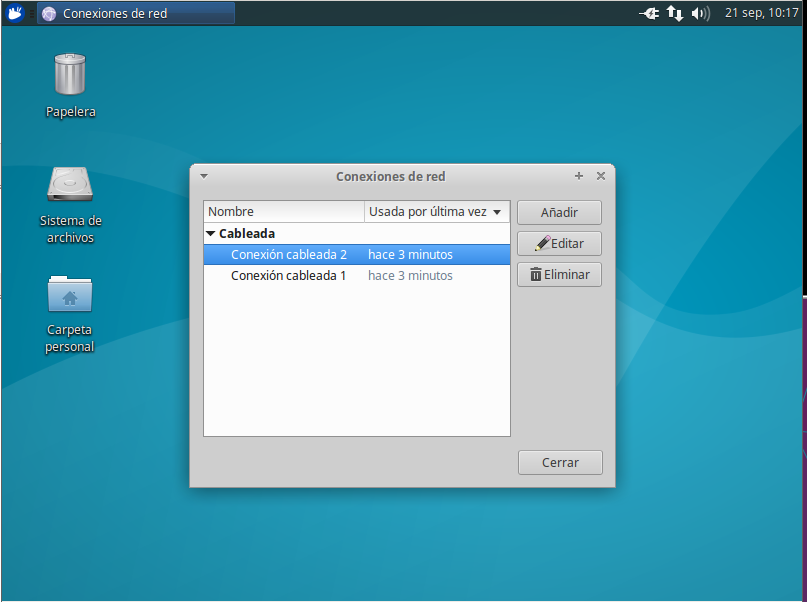 Conexiones de red
21 sep, 10:17
Papelera
Sistema de
archivos
Carpeta
personal
Conexiones de red
Nombre
Usada por última vez
Cableada
Conexión cableada 2 hace 3 minutos
Conexión cableada 1 hace 3 minutos
Añadir
Editar
Eliminar
Cerrar